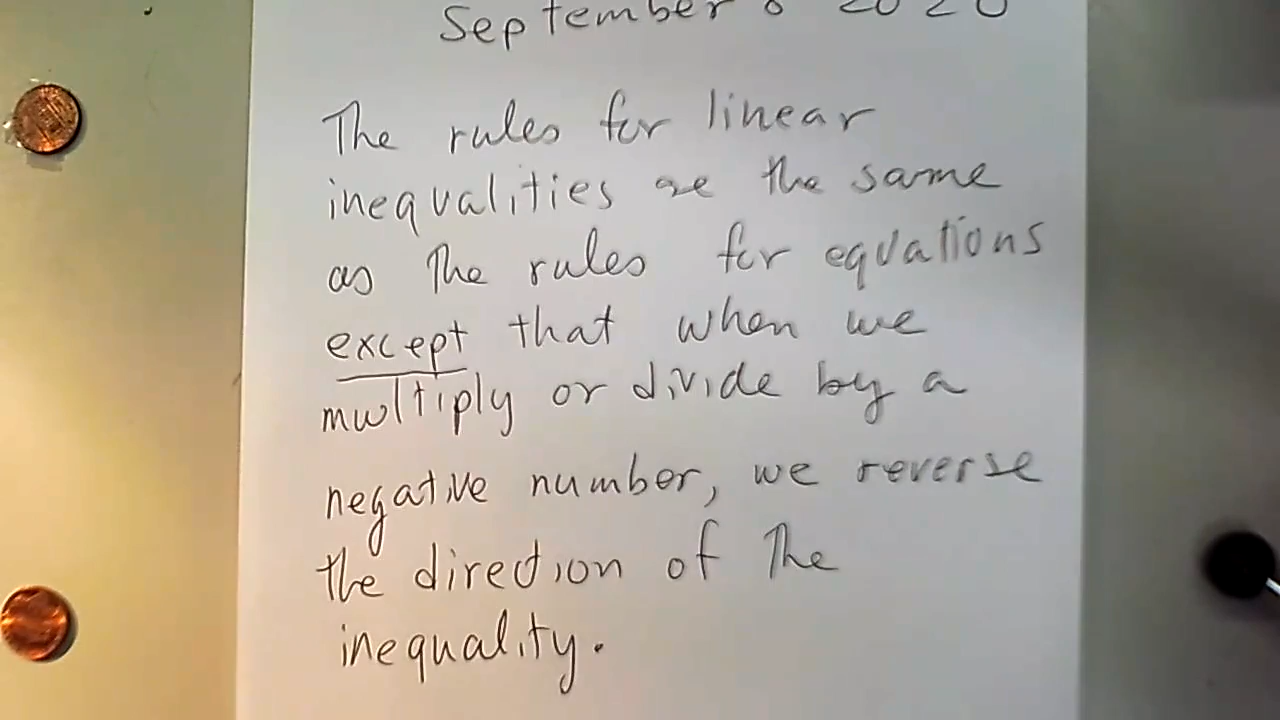 September 8 2020
The rules for linear
inequalities are the same
as the rules for equations
except that when we
multiply or divide by a
negative number, we reverse
the direction of the
inequality.